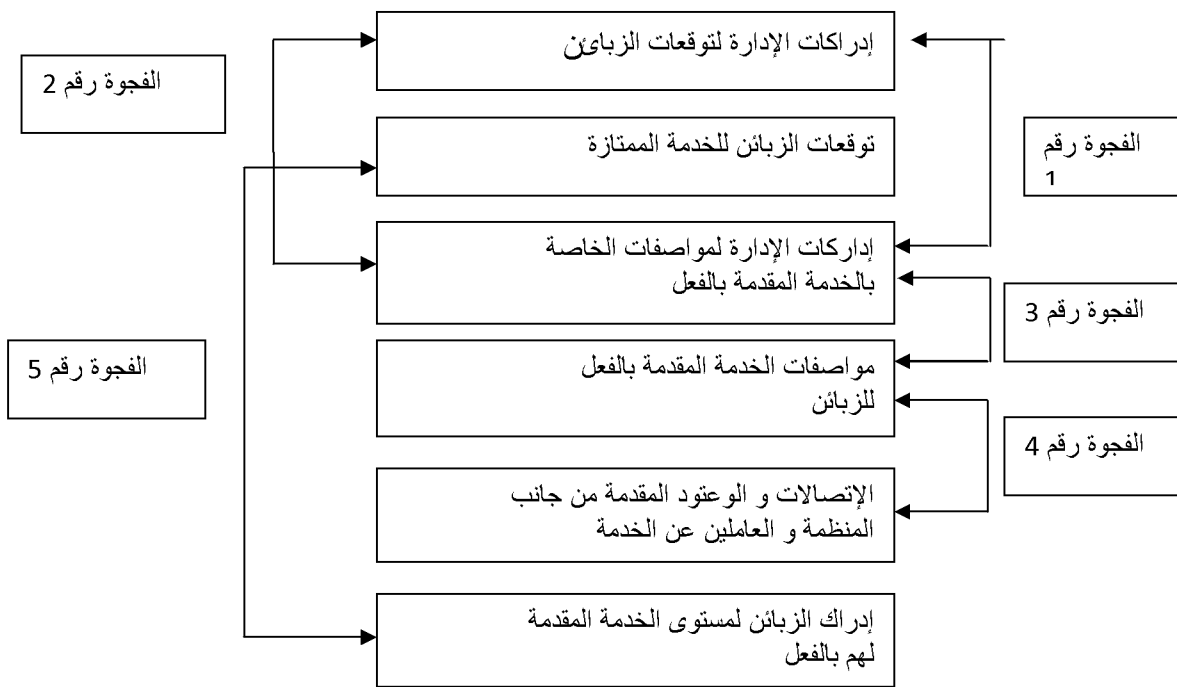 إدراكات الإدارة لتوقعات الزبائن
الفجوة رقم 2
توقعات الزبائن للخدمة الممتازة
الفجوة رقم
1
إداركات الإدارة لمواصفات الخاصة
بالخدمة المقدمة بالفعل
الفجوة رقم 3
مواصفات الخدمة المقدمة بالفعل
للزبائن
الفجوة رقم 5
الفجوة رقم 4
الإتصالات و الوعتود المقدمة من جانب
المنظمة و العاملين عن الخدمة
إدراك الزبائن لمستوى الخدمة المقدمة
لهم بالفعل